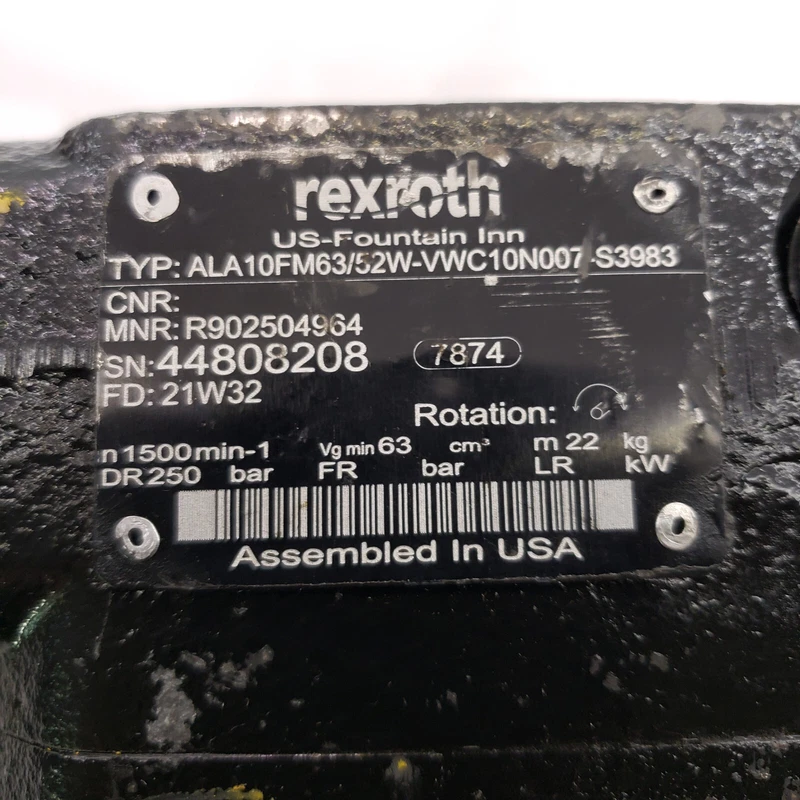 rexroth
US-Fountain Inn
TYP: ALA10FM63/52W-VWC10N007-S3983
CNR:
MNR: R902504964
SN: 44808208 7874
FD: 21W32
Rotation:
n 1500 min-1 Vg min 63 cm³ m 22 kg
DR 250 bar FR bar LR kW
Assembled In USA